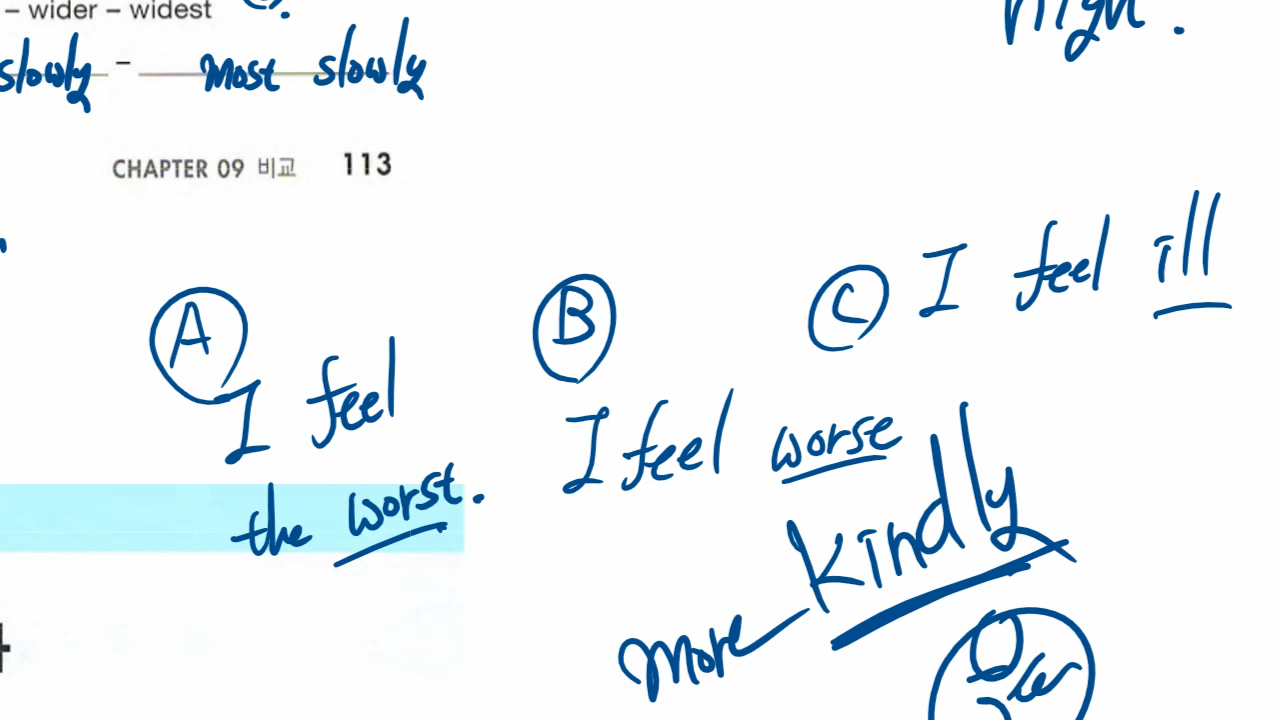 – wider – widest
high.
slowly – most slowly
CHAPTER 09 비교 113
A I feel the worst.
B I feel worse
C I feel ill
more kindly